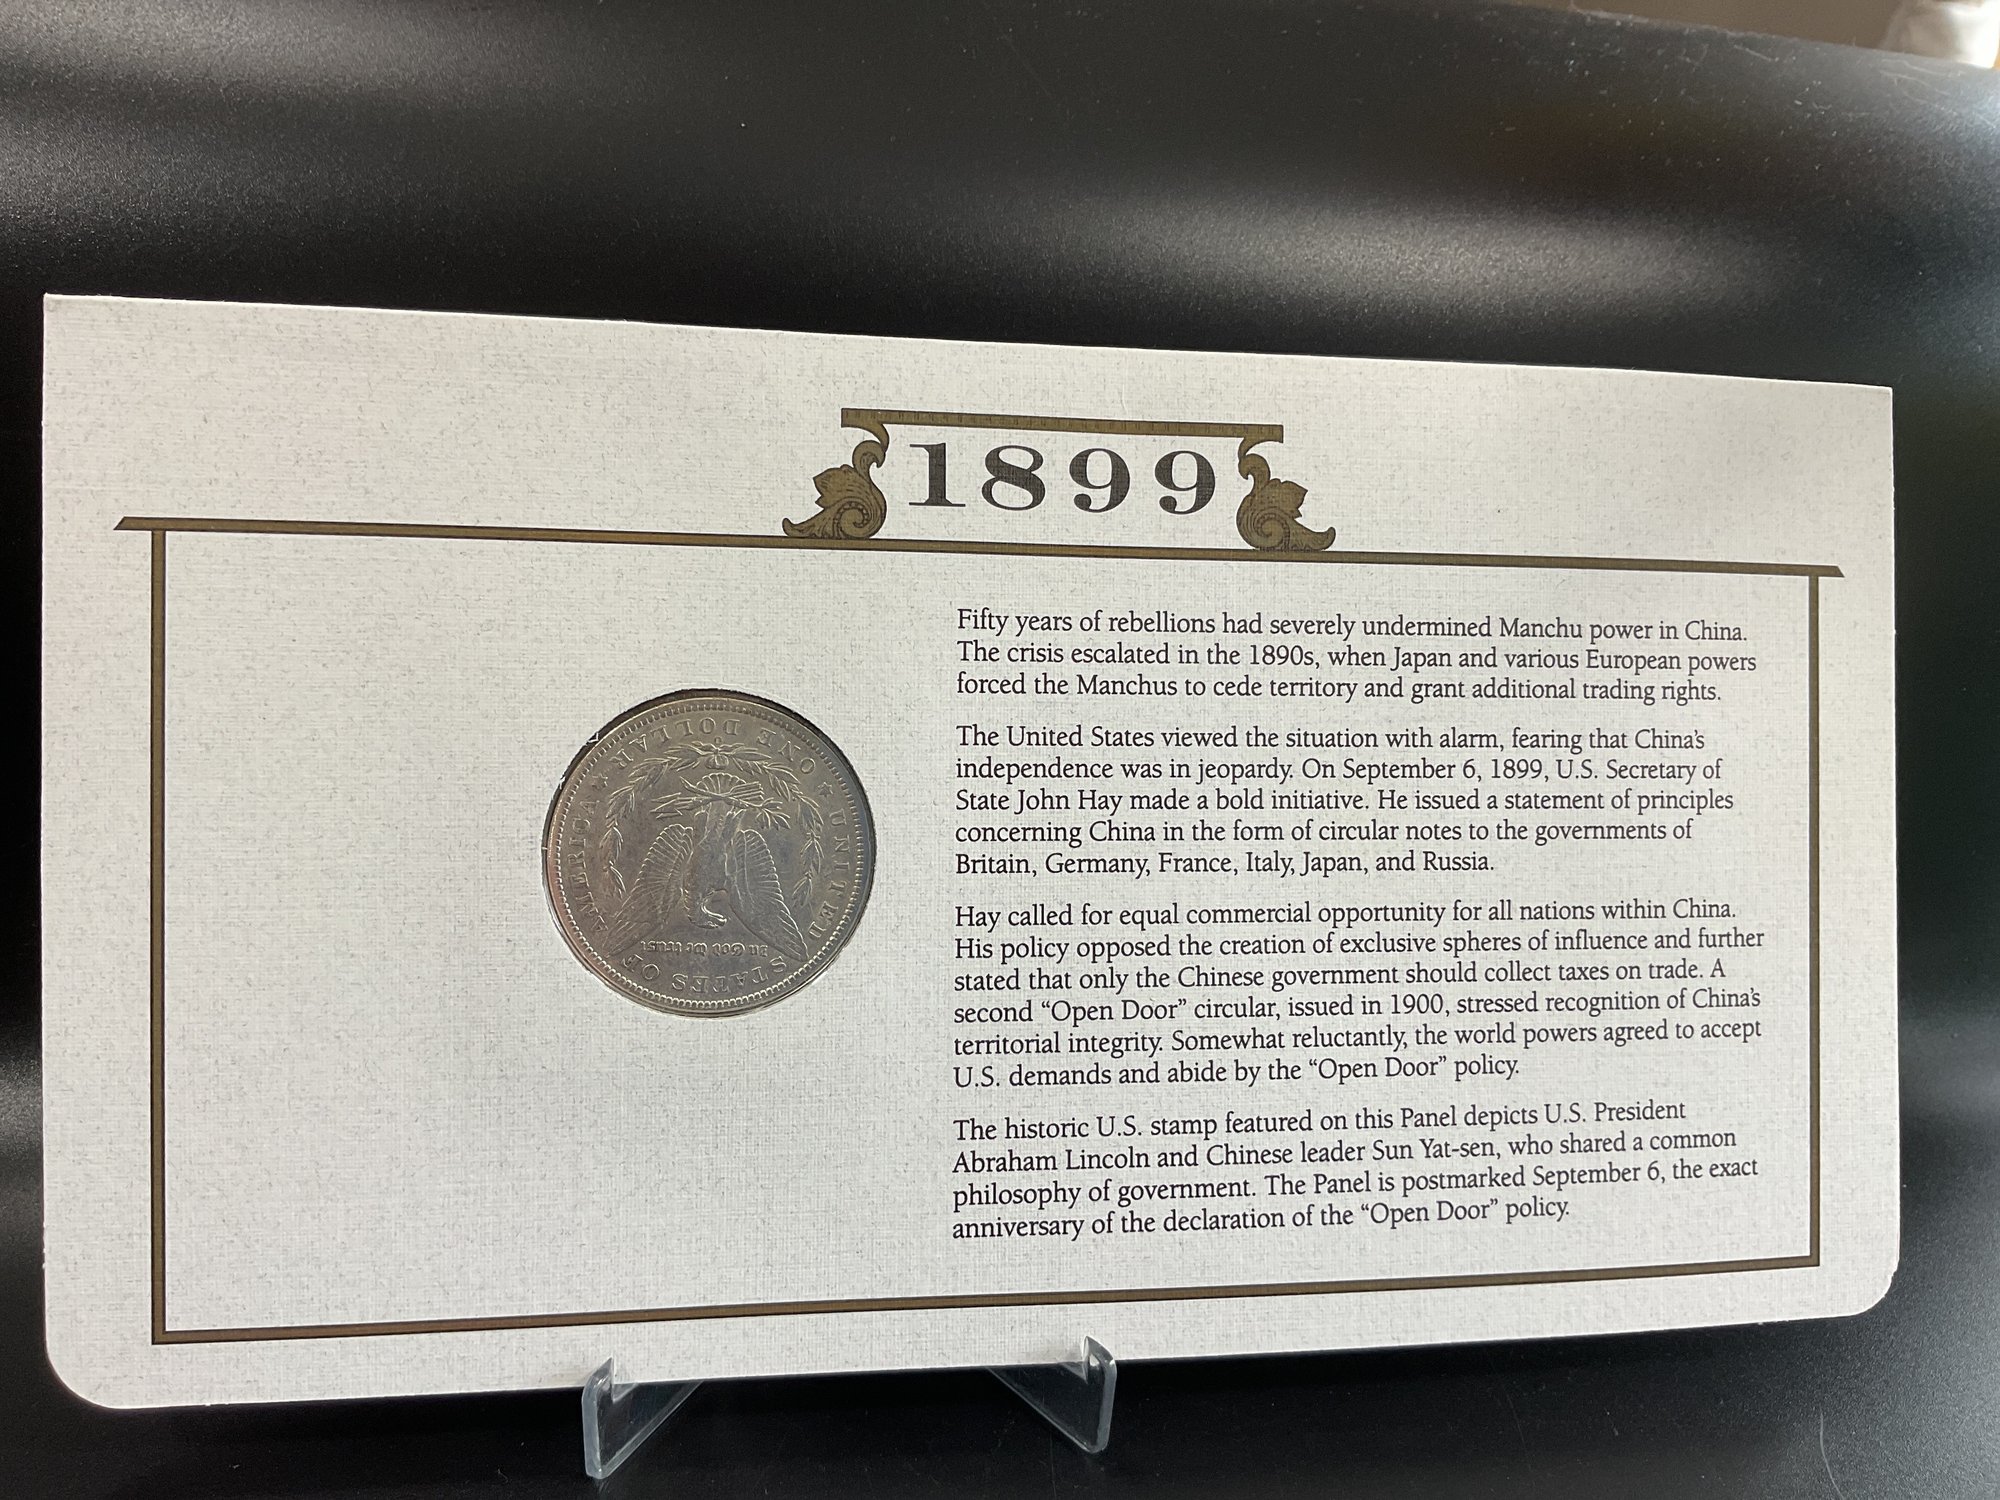 1899
Fifty years of rebellions had severely undermined Manchu power in China.
The crisis escalated in the 1890s, when Japan and various European powers
forced the Manchus to cede territory and grant additional trading rights.
The United States viewed the situation with alarm, fearing that China's
independence was in jeopardy. On September 6, 1899, U.S. Secretary of
State John Hay made a bold initiative. He issued a statement of principles
concerning China in the form of circular notes to the governments of
Britain, Germany, France, Italy, Japan, and Russia.
Hay called for equal commercial opportunity for all nations within China.
His policy opposed the creation of exclusive spheres of influence and further
stated that only the Chinese government should collect taxes on trade. A
second “Open Door” circular, issued in 1900, stressed recognition of China's
territorial integrity. Somewhat reluctantly, the world powers agreed to accept
U.S. demands and abide by the “Open Door” policy.
The historic U.S. stamp featured on this Panel depicts U.S. President
Abraham Lincoln and Chinese leader Sun Yat-sen, who shared a common
philosophy of government. The Panel is postmarked September 6, the exact
anniversary of the declaration of the “Open Door” policy.
UNITED STATES OF AMERICA
In God we trust
ONE DOLLAR
O